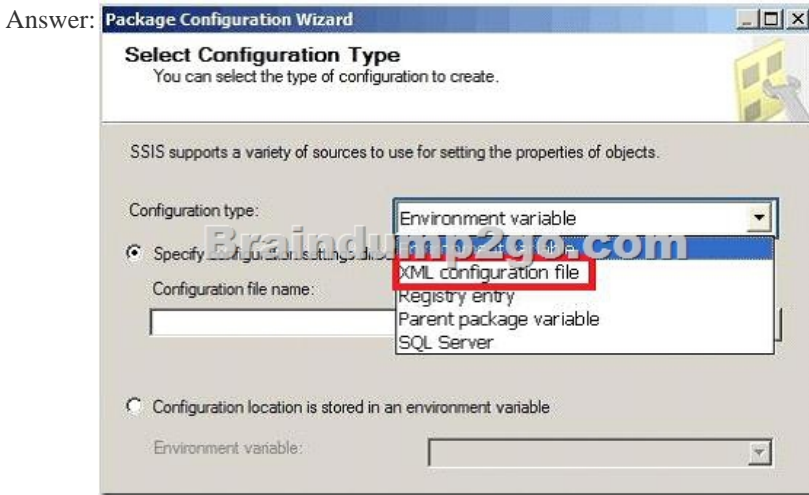 Answer:
Package Configuration Wizard
Select Configuration Type
You can select the type of configuration to create.
SSIS supports a variety of sources to use for setting the properties of objects.
Configuration type:
Environment variable
Braindump2go.com
Specify configuration settings
XML configuration file
Configuration file name:
Registry entry
Parent package variable
SQL Server
Configuration location is stored in an environment variable
Environment variable: